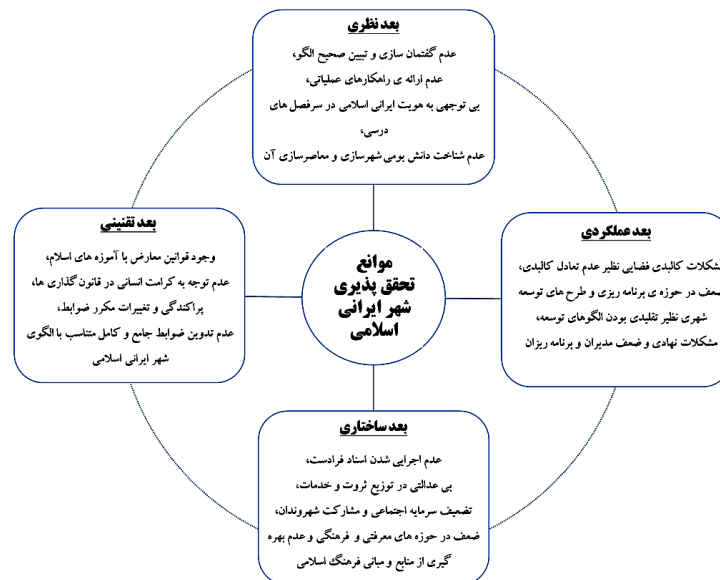 بعد نظری
عدم گفتمان سازی و تبیین صحیح الگو،
عدم ارائه ی راهکارهای عملیاتی،
بی توجهی به هویت ایرانی اسلامی در سرفصل های
درسی،
عدم شناخت دانش بومی شهرسازی و معاصرسازی آن
بعد عملکردی
مشکلات کالبدی فضایی نظیر عدم تعادل کالبدی،
ضعف در حوزه ی برنامه ریزی و طرح های توسعه
شهری نظیر تقلیدی بودن الگوهای توسعه،
مشکلات نهادی و ضعف مدیران و برنامه ریزان
موانع
تحقق پذیری
شهر ایرانی
اسلامی
بعد تقنینی
وجود قوانین معارض با آموزه های اسلام،
عدم توجه به کرامت انسانی در قانون گذاری ها،
پراکندگی و تغییرات مکرر ضوابط،
عدم تدوین ضوابط جامع و کامل متناسب با الگوی
شهر ایرانی اسلامی
بعد ساختاری
عدم اجرایی شدن اسناد فرادست،
بی عدالتی در توزیع ثروت و خدمات،
تضعیف سرمایه اجتماعی و مشارکت شهروندان،
ضعف در حوزه های معرفتی و فرهنگی و عدم بهره
گیری از منابع و مبانی فرهنگ اسلامی